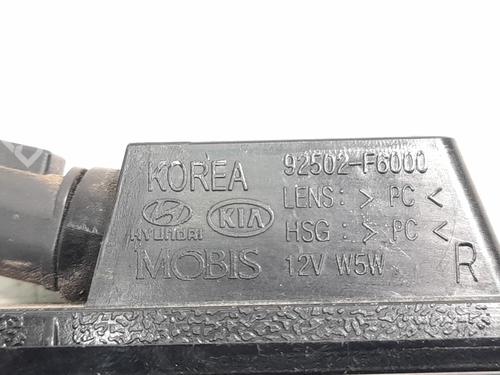 KOREA 92502-F6000
LENS: > PC <
HYUNDAI KIA HSG: > PC <
MOBIS 12V W5W R